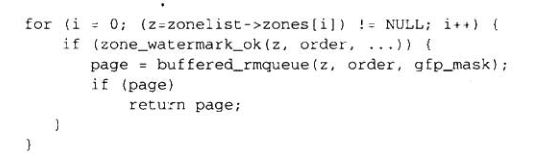 for (i = 0; (z=zonelist->zones[i]) != NULL; i++) {
    if (zone_watermark_ok(z, order, ...)) {
        page = buffered_rmqueue(z, order, gfp_mask);
        if (page)
            return page;
    }
}